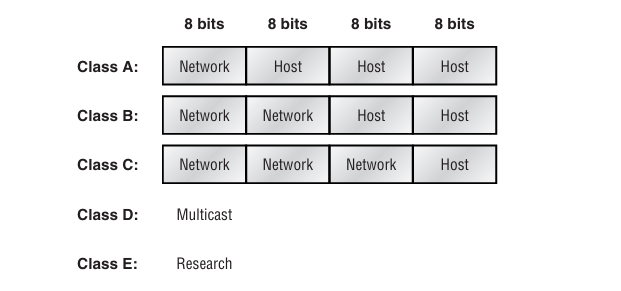 8 bits 8 bits 8 bits 8 bits
Class A: Network Host Host Host
Class B: Network Network Host Host
Class C: Network Network Network Host
Class D: Multicast
Class E: Research